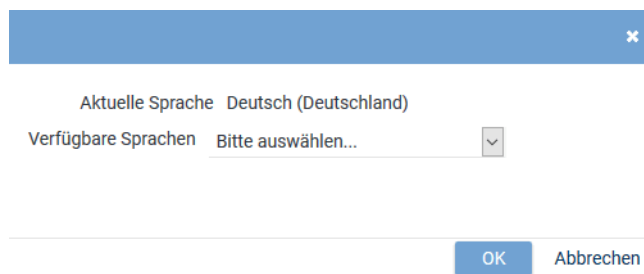 Aktuelle Sprache Deutsch (Deutschland)
Verfügbare Sprachen Bitte auswählen...
OK Abbrechen